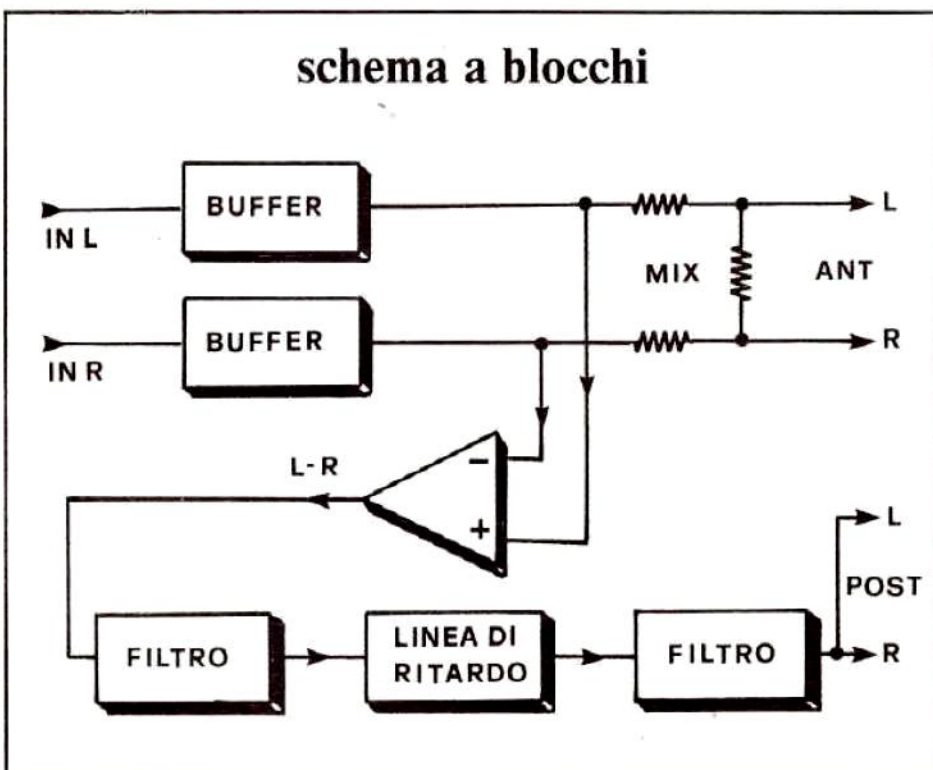 schema a blocchi
BUFFER
L
IN L
MIX
ANT
BUFFER
R
IN R
L-R
−
+
L
POST
FILTRO
LINEA DI
RITARDO
FILTRO
R